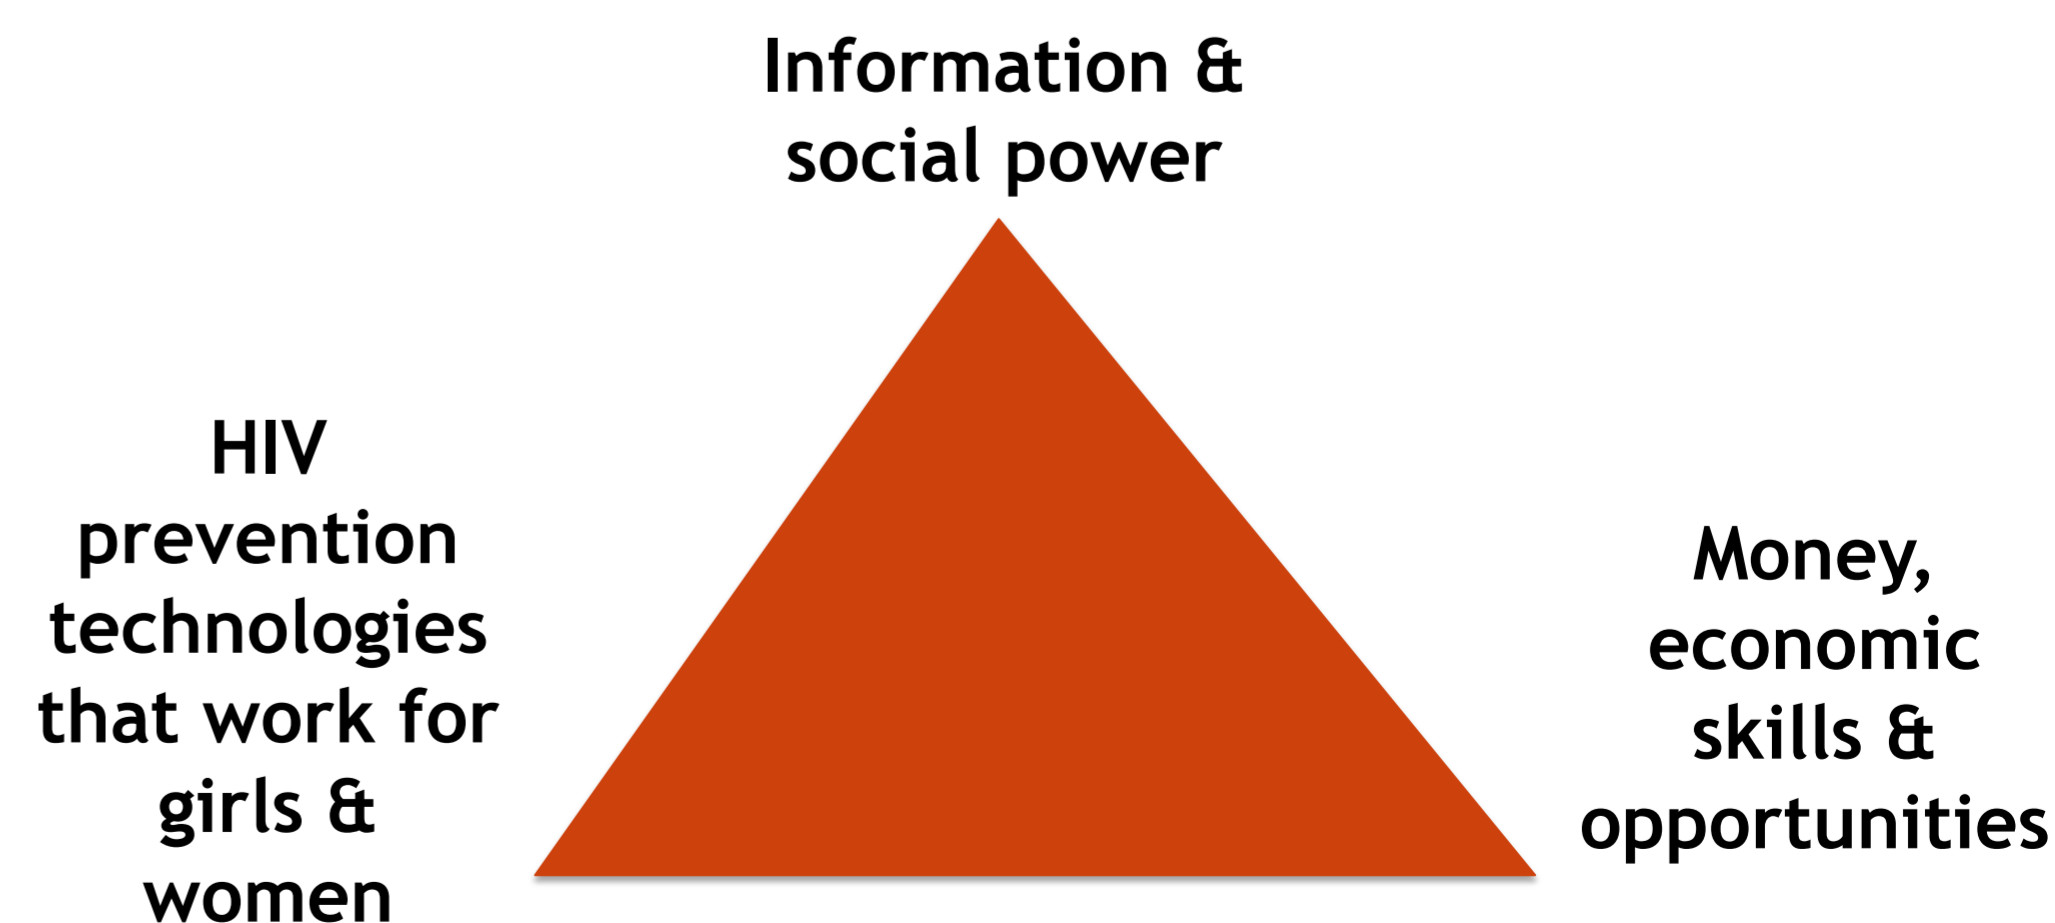 Information &
social power
HIV
prevention
technologies
that work for
girls &
women
Money,
economic
skills &
opportunities